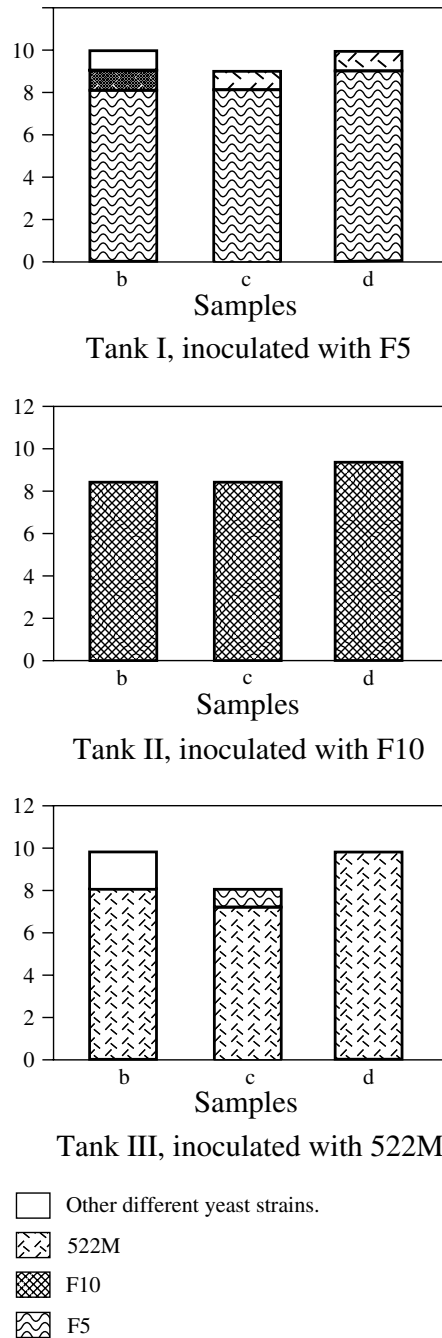 10
8
6
4
2
0
b c d
Samples
Tank I, inoculated with F5
12
10
8
6
4
2
0
b c d
Samples
Tank II, inoculated with F10
12
10
8
6
4
2
0
b c d
Samples
Tank III, inoculated with 522M
Other different yeast strains.
522M
F10
F5